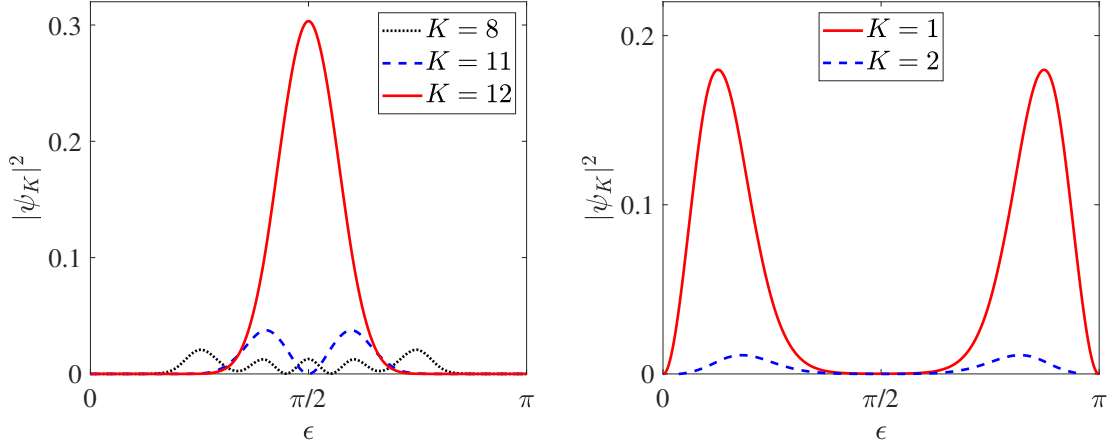 0.3
0.2
0.1
0
|ψ_K|²
0
π/2
π
ϵ
K = 8
K = 11
K = 12
0.2
0.1
0
|ψ_K|²
0
π/2
π
ϵ
K = 1
K = 2